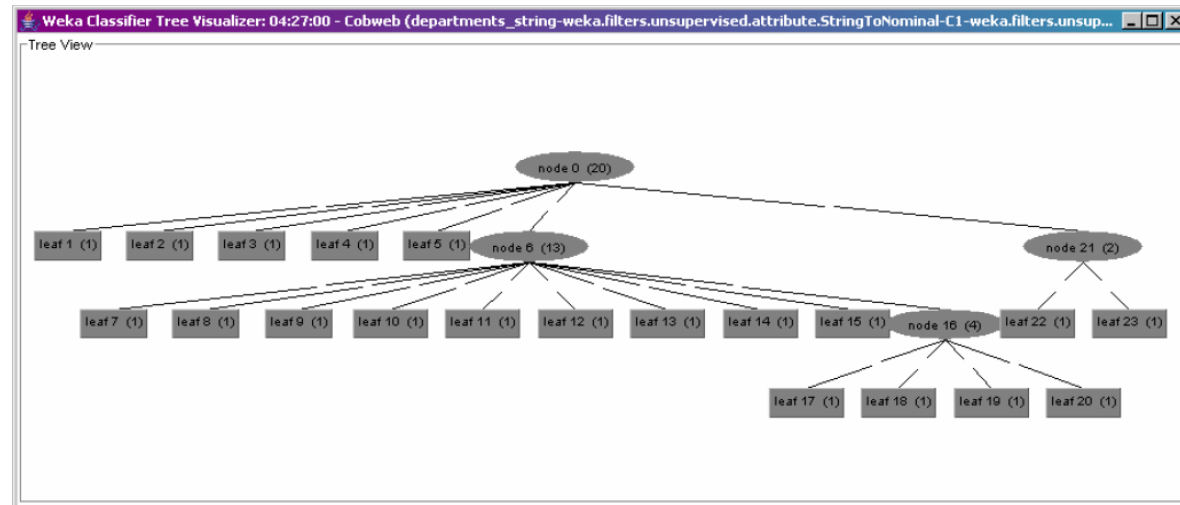 Weka Classifier Tree Visualizer: 04:27:00 - Cobweb (departments_string-weka.filters.unsupervised.attribute.StringToNominal-C1-weka.filters.unsup...
Tree View
node 0 (20)
leaf 1 (1) leaf 2 (1) leaf 3 (1) leaf 4 (1) leaf 5 (1) node 6 (13) node 21 (2)
leaf 7 (1) leaf 8 (1) leaf 9 (1) leaf 10 (1) leaf 11 (1) leaf 12 (1) leaf 13 (1) leaf 14 (1) leaf 15 (1) node 16 (4) leaf 22 (1) leaf 23 (1)
leaf 17 (1) leaf 18 (1) leaf 19 (1) leaf 20 (1)